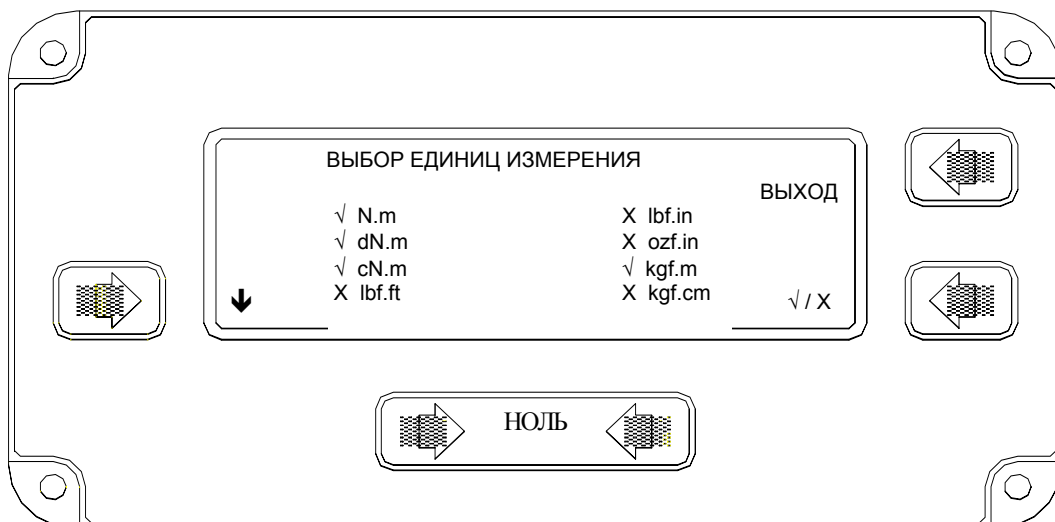 ВЫБОР ЕДИНИЦ ИЗМЕРЕНИЯ
ВЫХОД
√ N.m X lbf.in
√ dN.m X ozf.in
√ cN.m √ kgf.m
X lbf.ft X kgf.cm √ / X
НОЛЬ